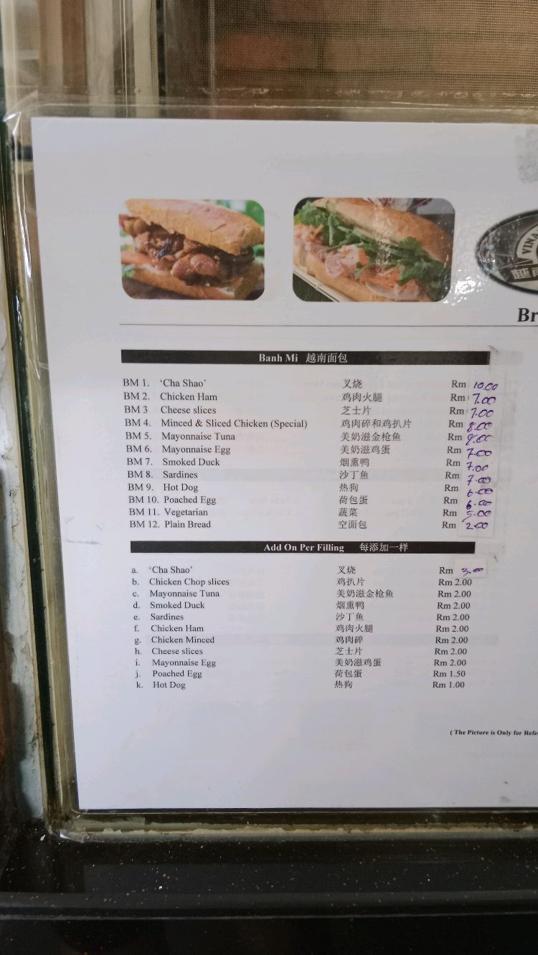 VINA
Br
Banh Mi 越南面包
BM 1. ‘Cha Shao’ 叉烧 Rm 10.00
BM 2. Chicken Ham 鸡肉火腿 Rm 7.00
BM 3 Cheese slices 芝士片 Rm 7.00
BM 4. Minced & Sliced Chicken (Special) 鸡肉碎和鸡扒片 Rm 8.00
BM 5. Mayonnaise Tuna 美奶滋金枪鱼 Rm
BM 6. Mayonnaise Egg 美奶滋鸡蛋 Rm 7.00
BM 7. Smoked Duck 烟熏鸭 Rm 7.00
BM 8. Sardines 沙丁鱼 Rm 7.00
BM 9. Hot Dog 热狗 Rm 6.00
BM 10. Poached Egg 荷包蛋 Rm 6.00
BM 11. Vegetarian 蔬菜 Rm 5.00
BM 12. Plain Bread 空面包 Rm 2.00
Add On Per Filling 每添加一样
a. ‘Cha Shao’ 叉烧 Rm 3.00
b. Chicken Chop slices 鸡扒片 Rm 2.00
c. Mayonnaise Tuna 美奶滋金枪鱼 Rm 2.00
d. Smoked Duck 烟熏鸭 Rm 2.00
e. Sardines 沙丁鱼 Rm 2.00
f. Chicken Ham 鸡肉火腿 Rm 2.00
g. Chicken Minced 鸡肉碎 Rm 2.00
h. Cheese slices 芝士片 Rm 2.00
i. Mayonnaise Egg 美奶滋鸡蛋 Rm 2.00
j. Poached Egg 荷包蛋 Rm 1.50
k. Hot Dog 热狗 Rm 1.00
( The Picture is Only for Refe